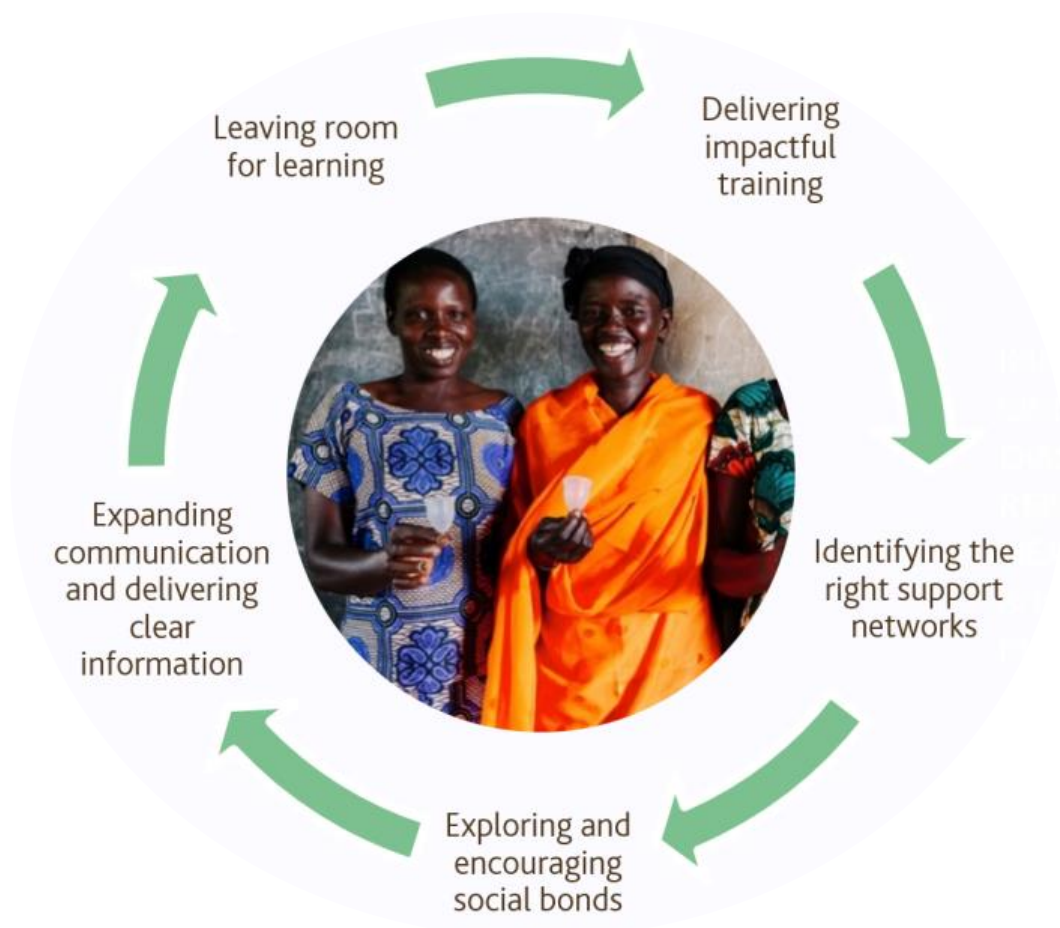 Leaving room
for learning
Delivering
impactful
training
Identifying the
right support
networks
Exploring and
encouraging
social bonds
Expanding
communication
and delivering
clear
information